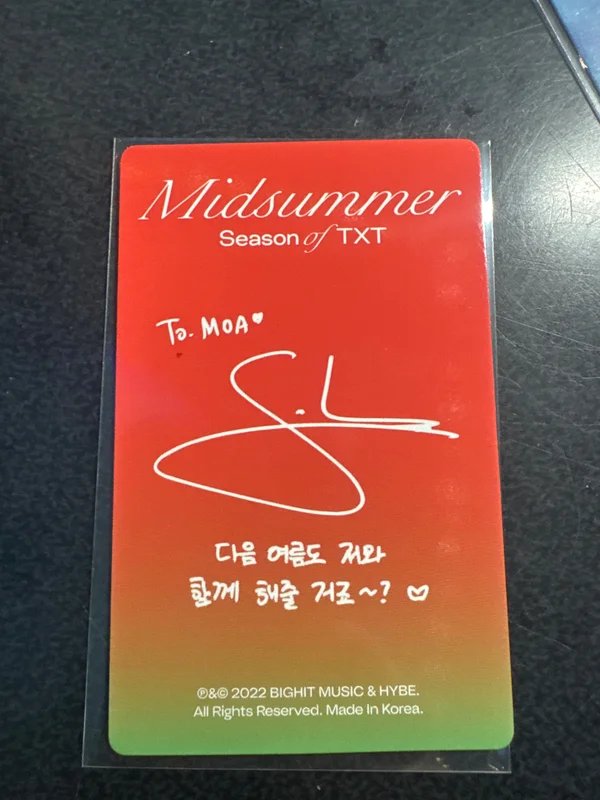 Midsummer
Season of TXT
To. MOA♥
다음 여름도 저와
함께 해줄 거죠~? ♡
℗&© 2022 BIGHIT MUSIC & HYBE.
All Rights Reserved. Made In Korea.